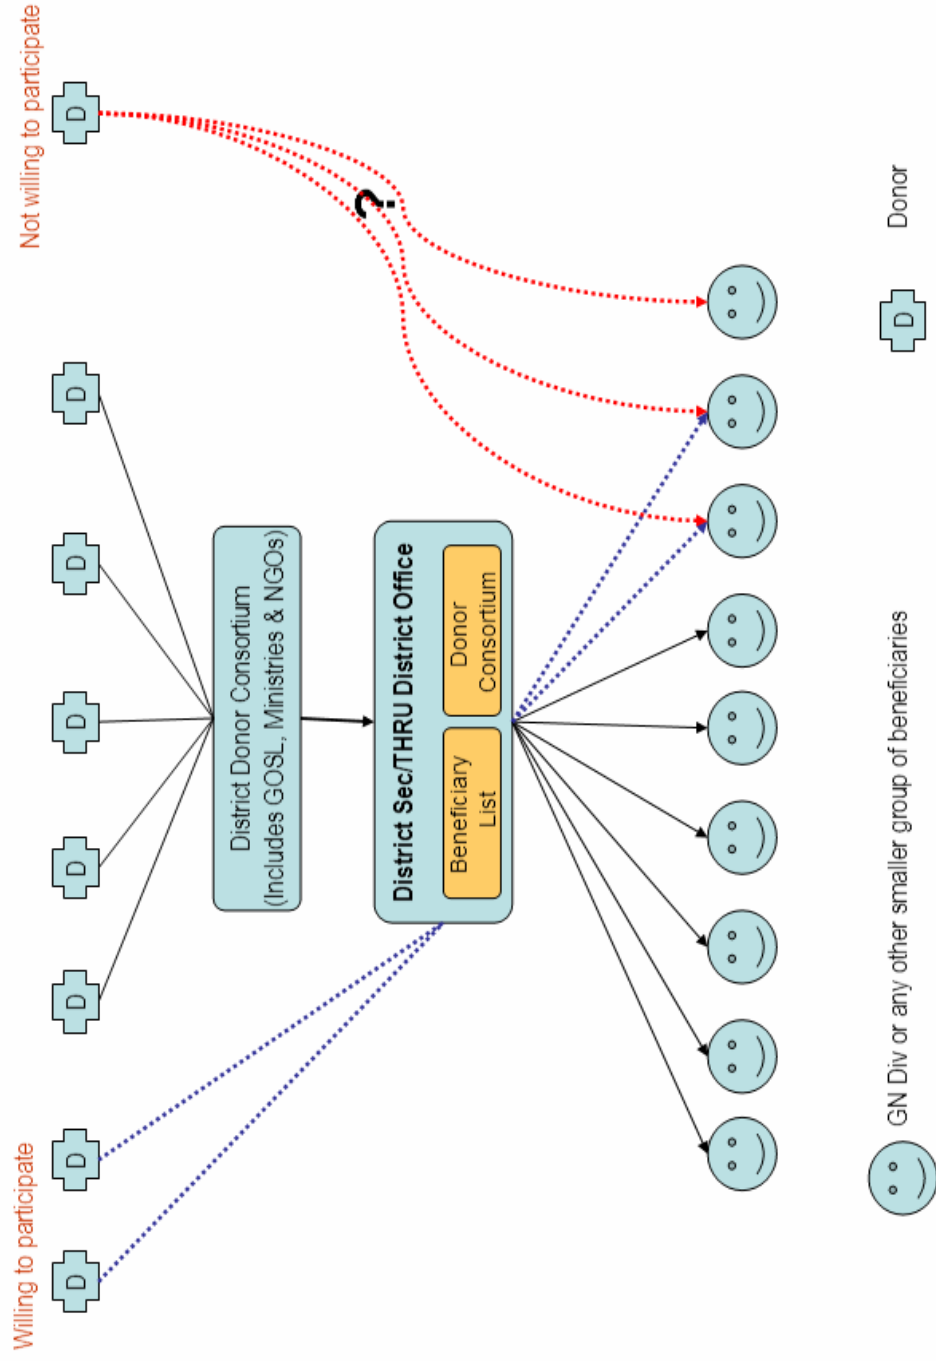 Willing to participate
Not willing to participate
D
D
D
D
D
D
D
D
District Donor Consortium
(Includes GOSL, Ministries & NGOs)
District Sec/THRU District Office
Beneficiary
List
Donor
Consortium
?
GN Div or any other smaller group of beneficiaries
D
Donor